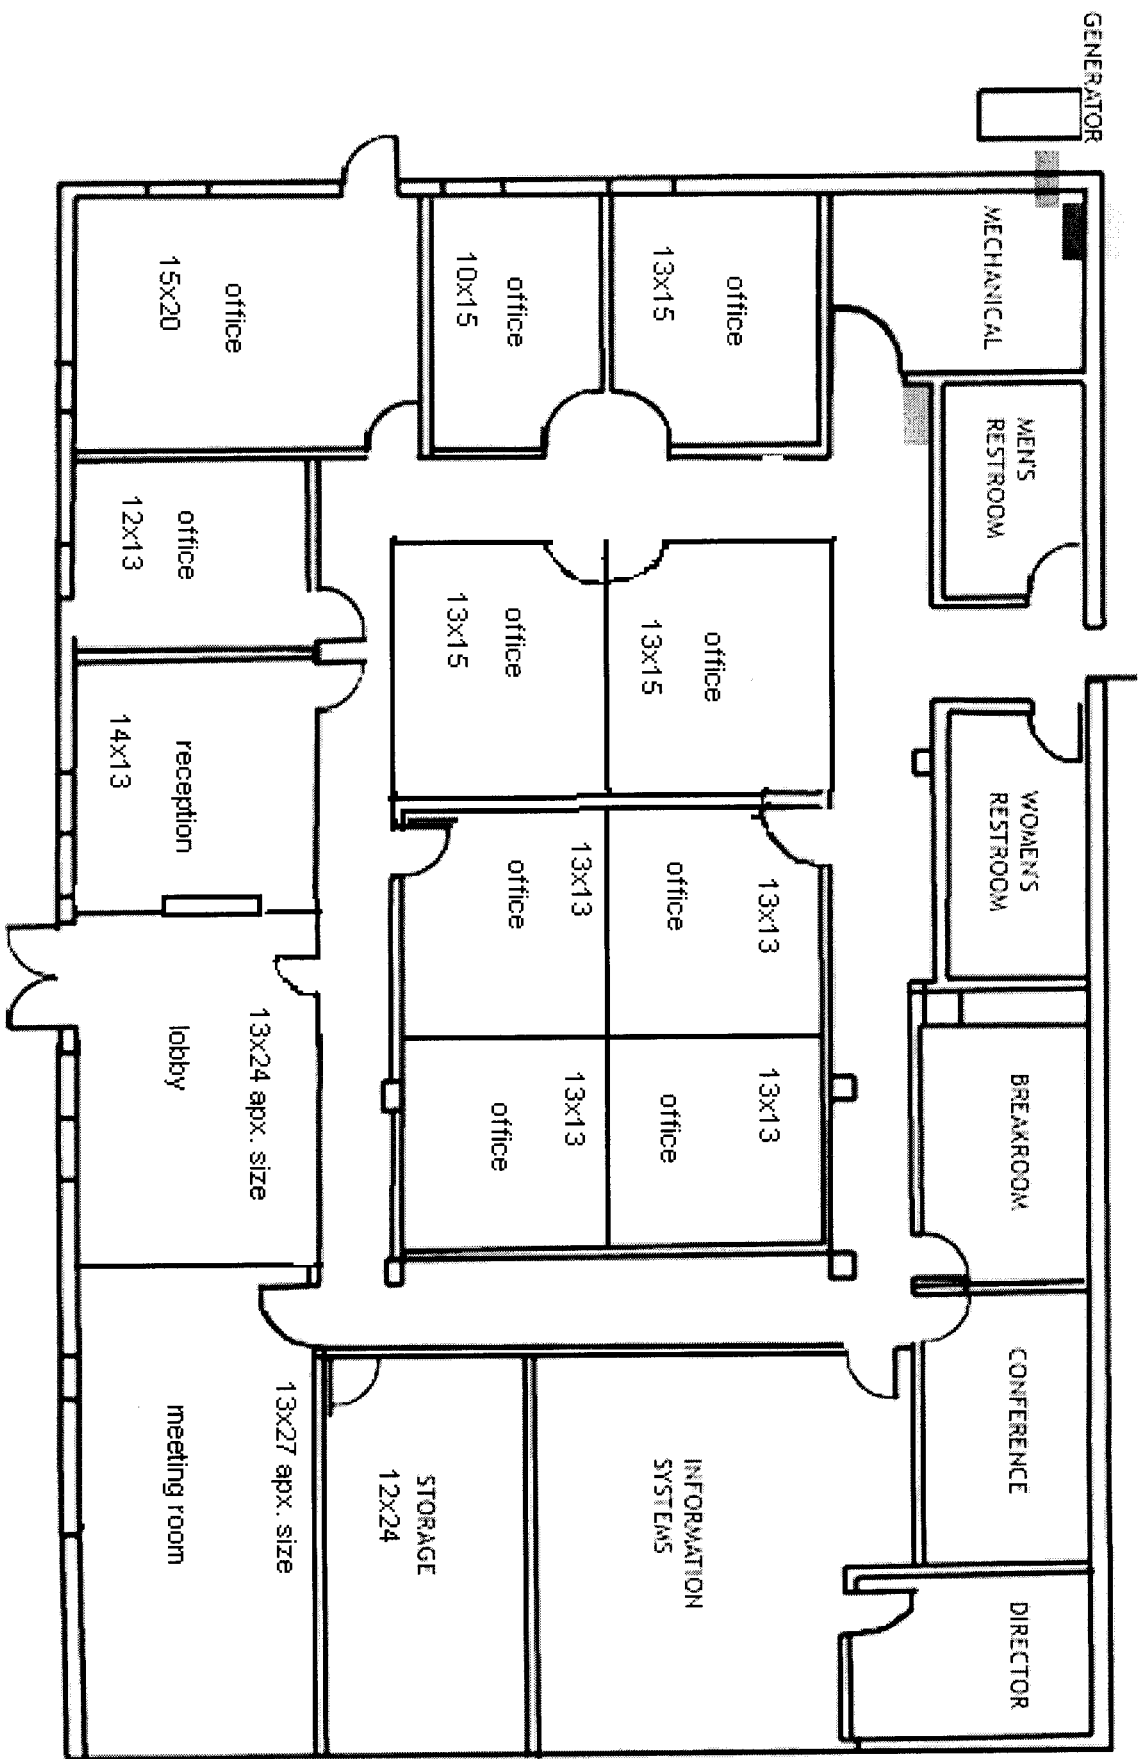 GENERATOR
MECHANICAL
MEN'S
RESTROOM
WOMEN'S
RESTROOM
BREAKROOM
CONFERENCE
DIRECTOR
office
13x15
office
10x15
office
15x20
office
13x15
office
13x15
13x13
office
13x13
office
13x13
office
13x13
office
INFORMATION
SYSTEMS
STORAGE
12x24
office
12x13
reception
14x13
13x24 apx. size
lobby
13x27 apx. size
meeting room